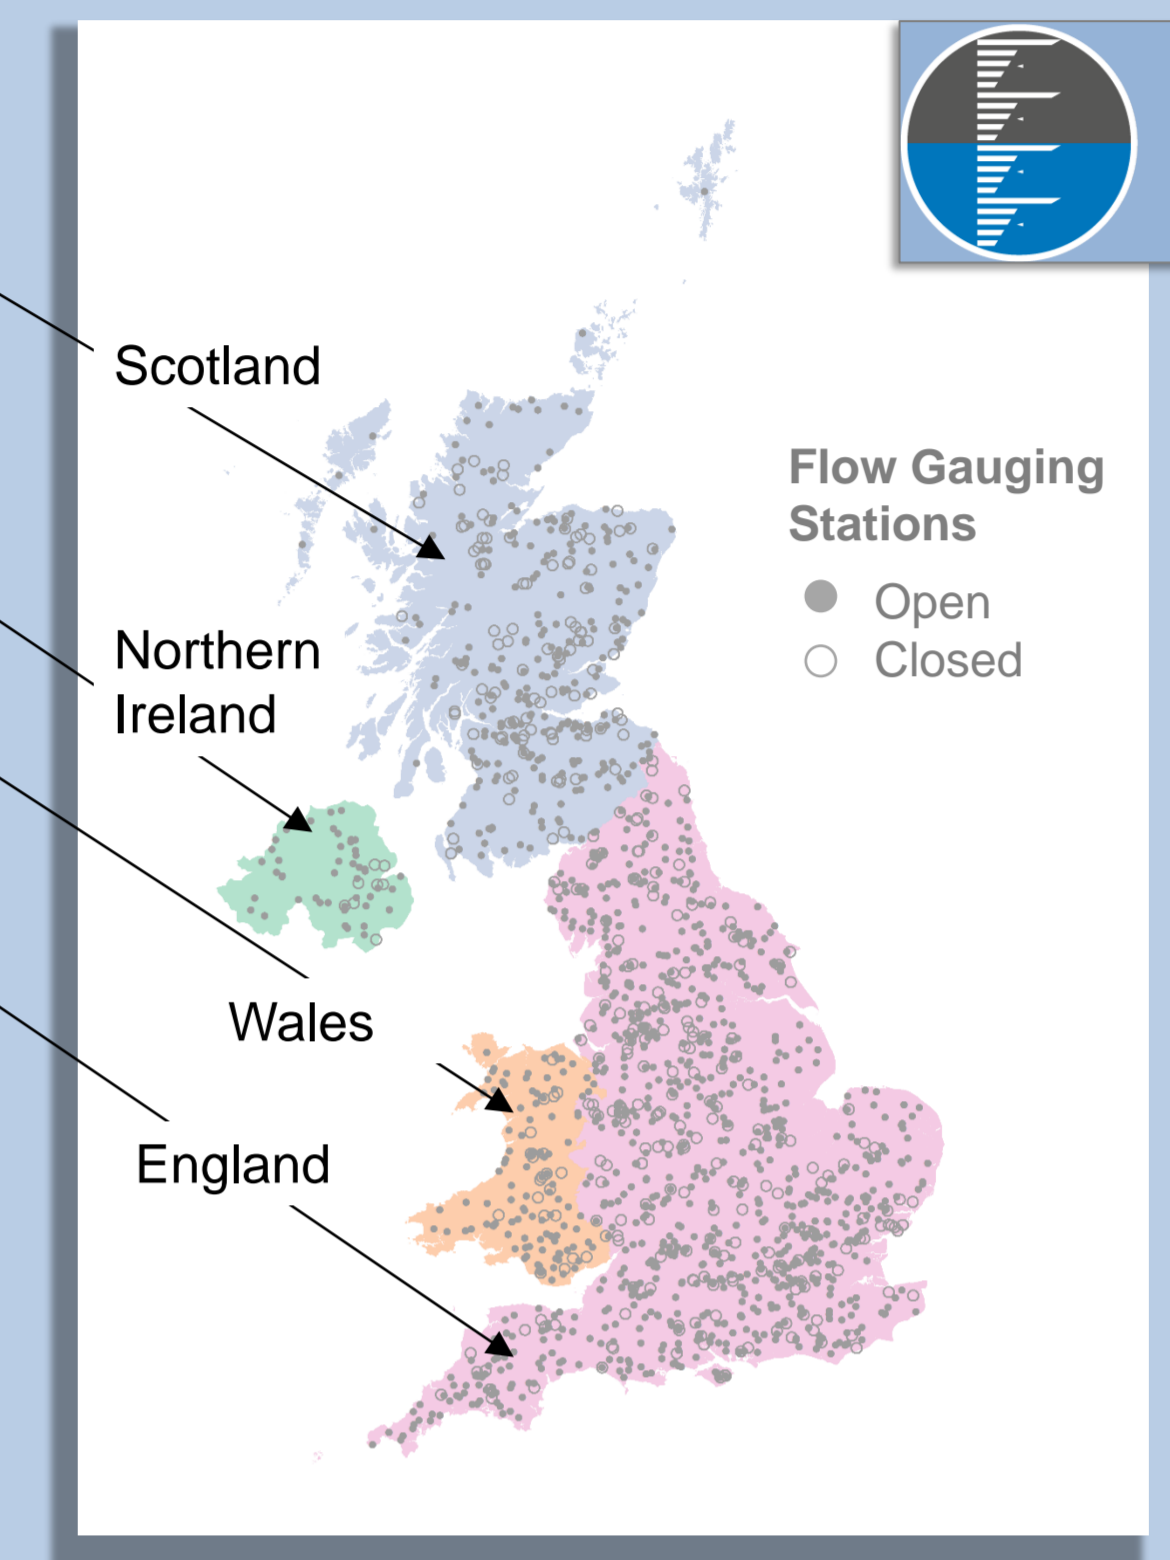 Scotland
Flow Gauging
Stations
Open
Closed
Northern
Ireland
Wales
England